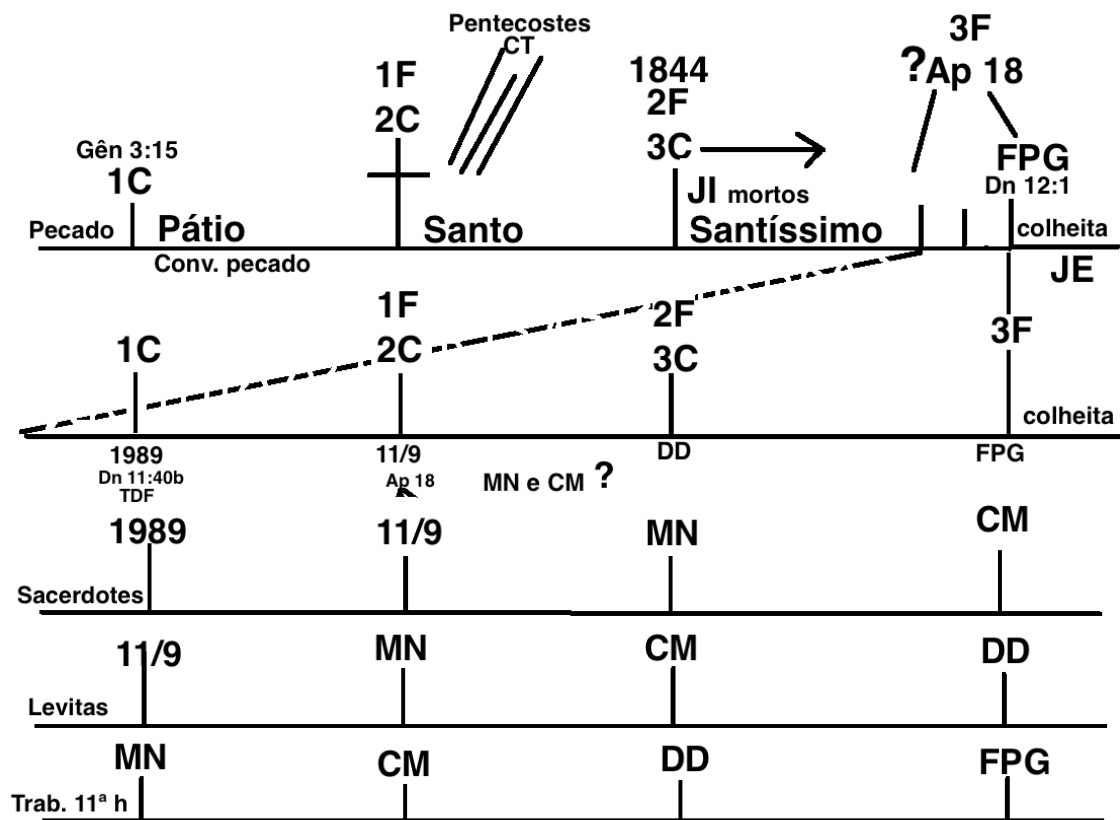 Pentecostes
CT
3F
?Ap 18
1F
2C
1844
2F
3C
Gên 3:15
1C
FPG
Dn 12:1
JI mortos
Pecado Pátio Santo Santíssimo colheita
Conv. pecado
JE
1F
2C
2F
3C
3F
1C
colheita
1989
Dn 11:40b
TDF
11/9
Ap 18
MN e CM ?
DD
FPG
1989 11/9 MN CM
Sacerdotes
11/9 MN CM DD
Levitas
MN CM DD FPG
Trab. 11ª h